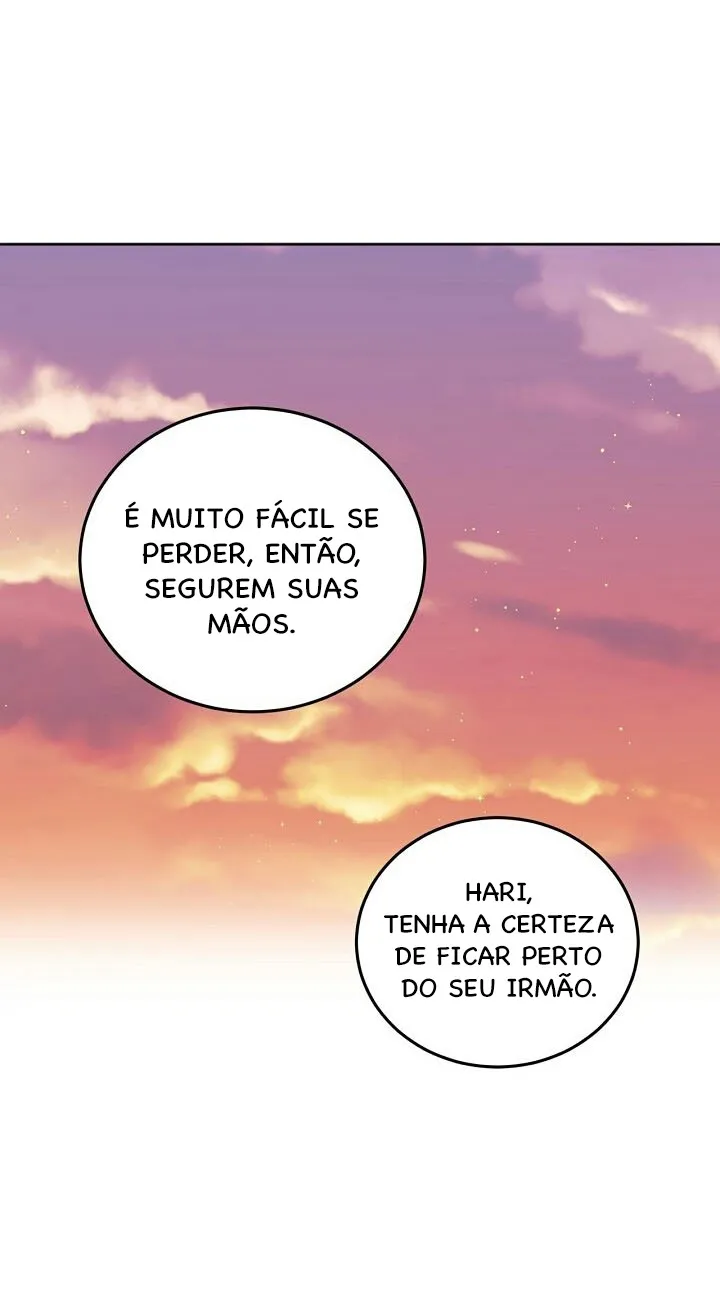 É MUITO FÁCIL SE
PERDER, ENTÃO,
SEGUREM SUAS
MÃOS.
HARI,
TENHA A CERTEZA
DE FICAR PERTO
DO SEU IRMÃO.